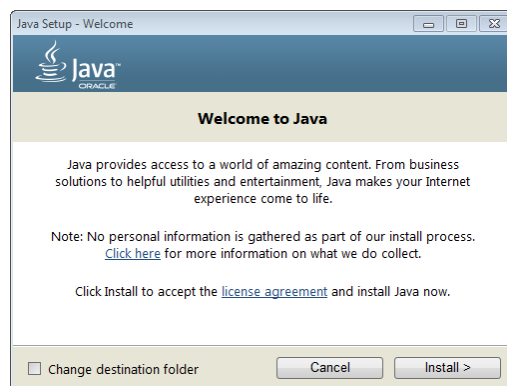 Java Setup - Welcome
Java™
ORACLE
Welcome to Java
Java provides access to a world of amazing content. From business
solutions to helpful utilities and entertainment, Java makes your Internet
experience come to life.
Note: No personal information is gathered as part of our install process.
Click here for more information on what we do collect.
Click Install to accept the license agreement and install Java now.
Change destination folder
Cancel
Install >